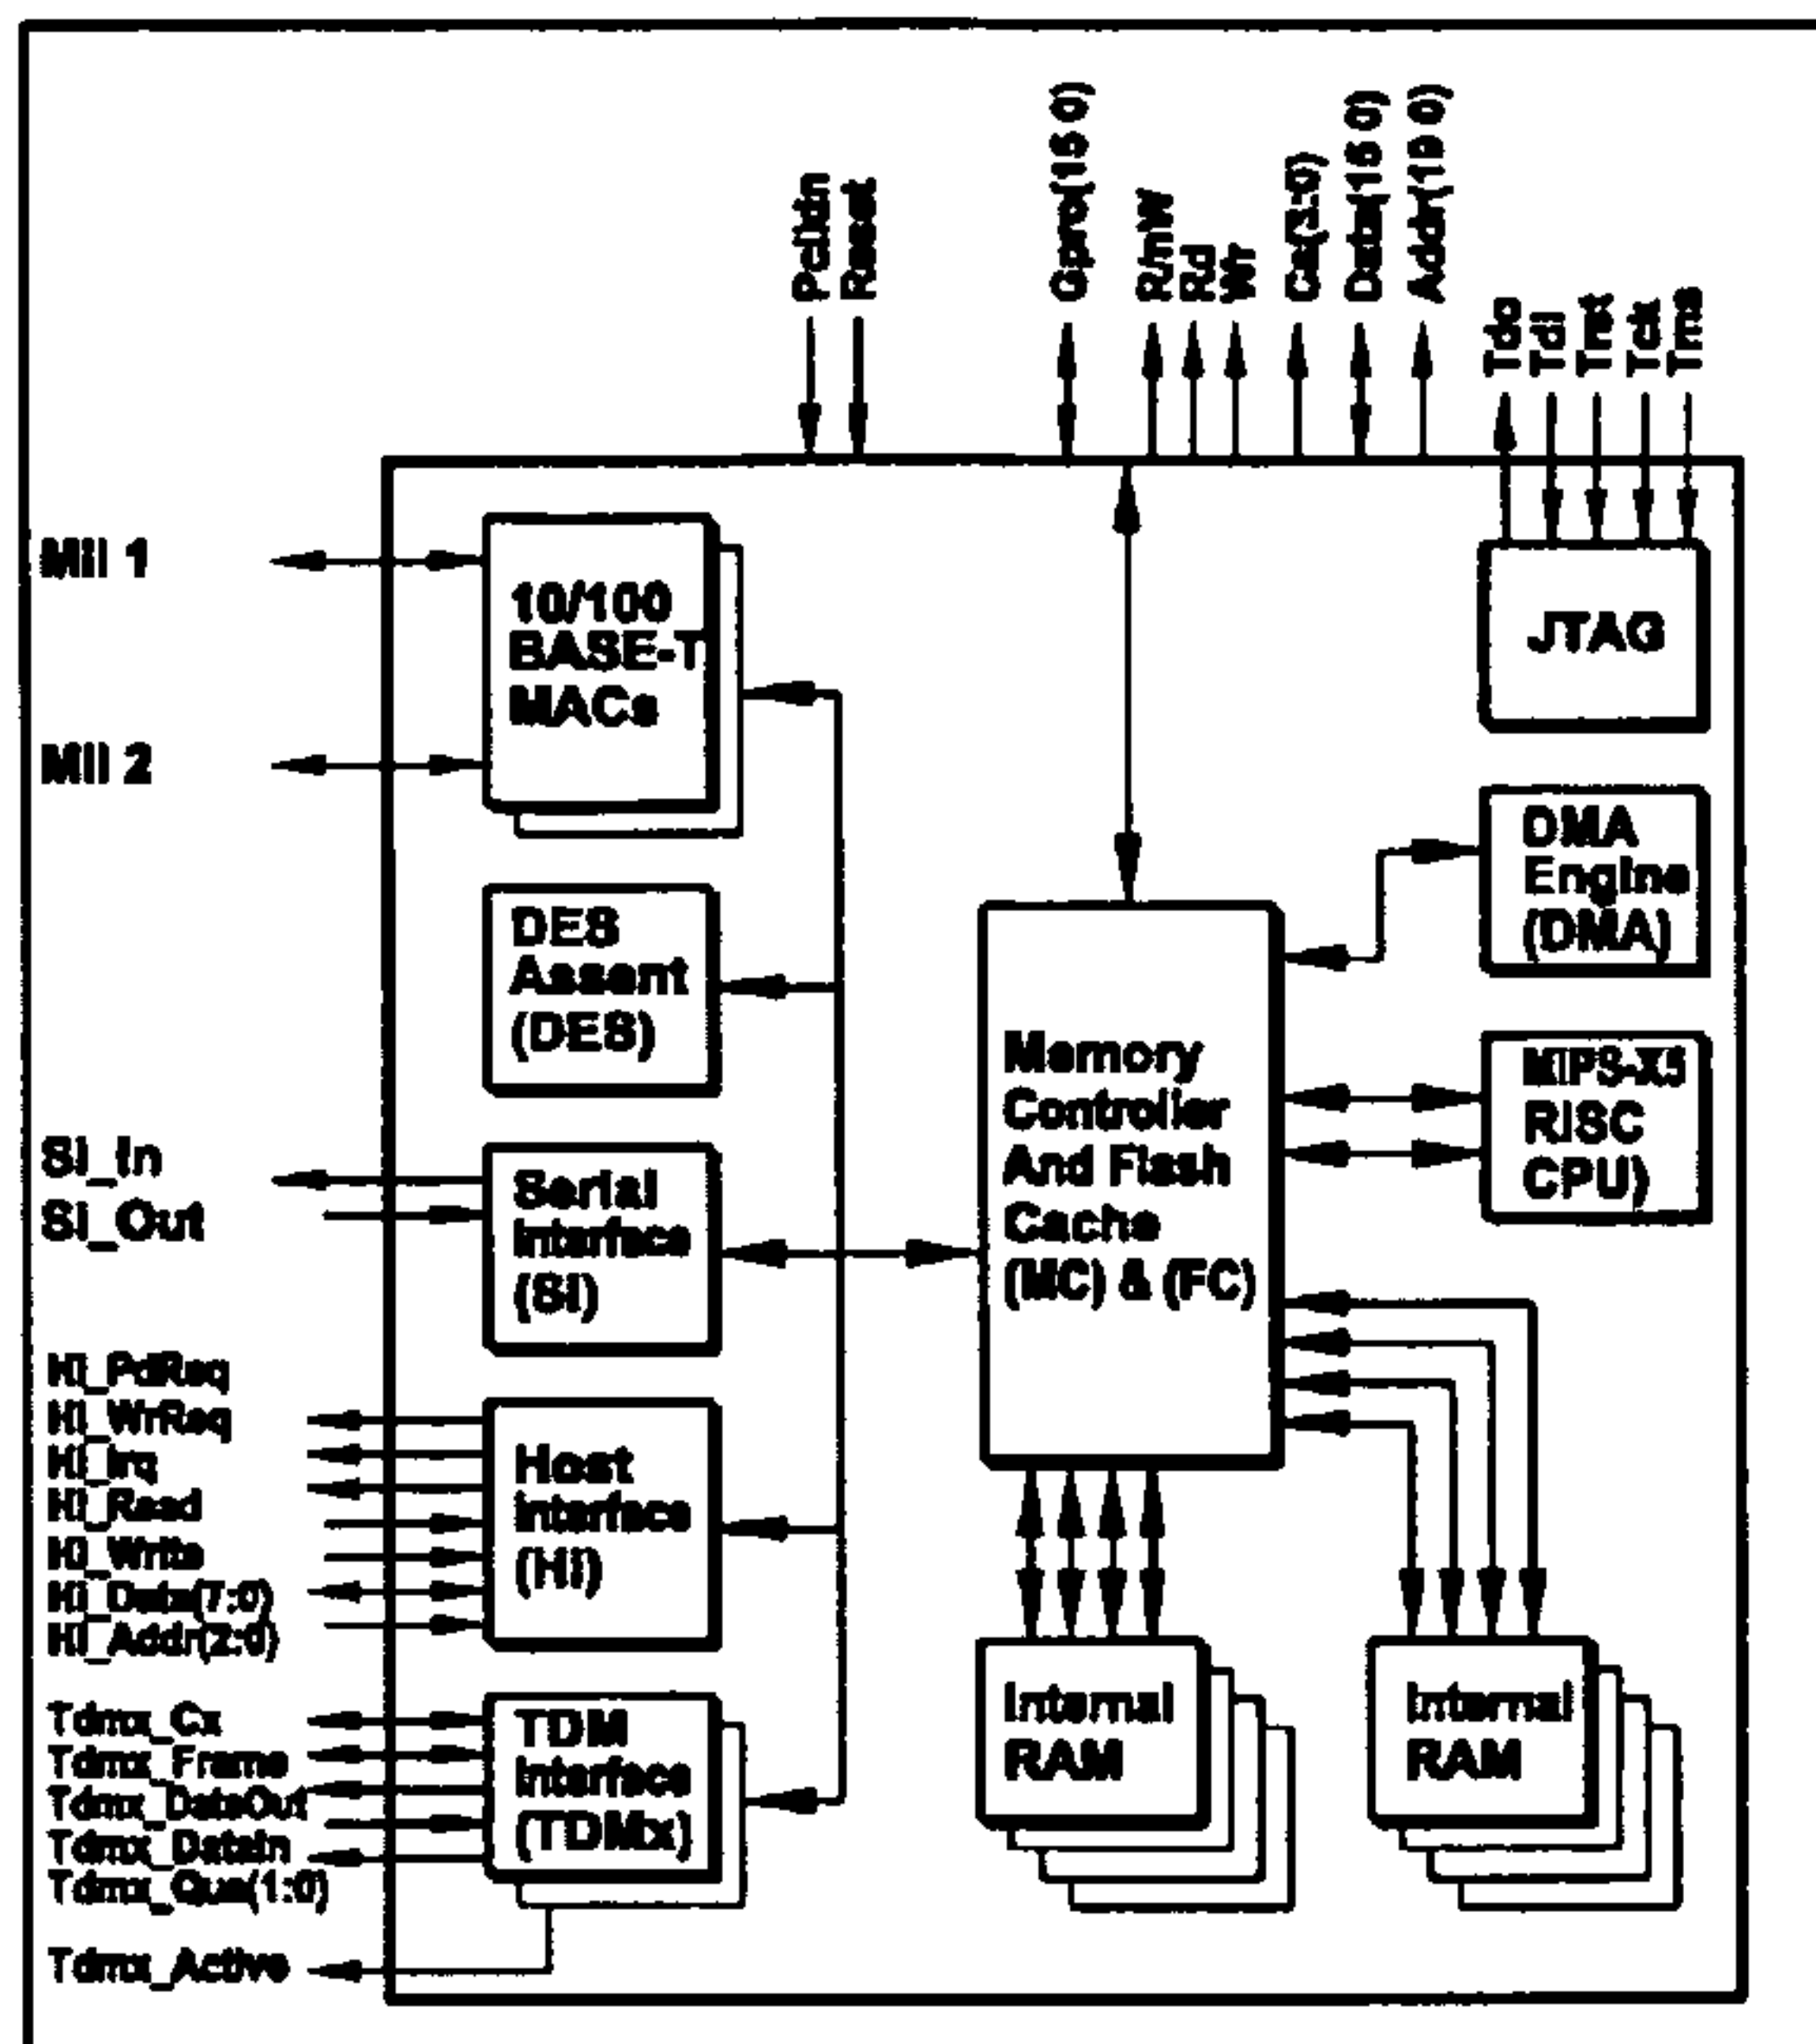 Pclkin
Reset
Gpio(15 0)
R/nW
Rd
Wr
Cs(3:0)
Data(15 0)
Addr(19 0)
Tdo
Tdi
Trst
Tck
Tms
MII 1
MII 2
10/100
BASE-T
MACs
JTAG
DMA
Engine
(DMA)
DES
Assent
(DES)
Memory
Controller
And Flash
Cache
(MC) & (FC)
MIPS-X5
RISC
CPU)
SI_In
SI_Out
Serial
Interface
(SI)
HI_PdReq
HI_WrReq
HI_Irq
HI_Read
HI_Write
HI_Data(7:0)
HI_Addr(2:0)
Host
Interface
(HI)
Tdmx_Cx
Tdmx_Frame
Tdmx_DataOut
Tdmx_DataIn
Tdmx_Que(1:0)
Tdmx_Active
TDM
Interface
(TDMx)
Internal
RAM
Internal
RAM